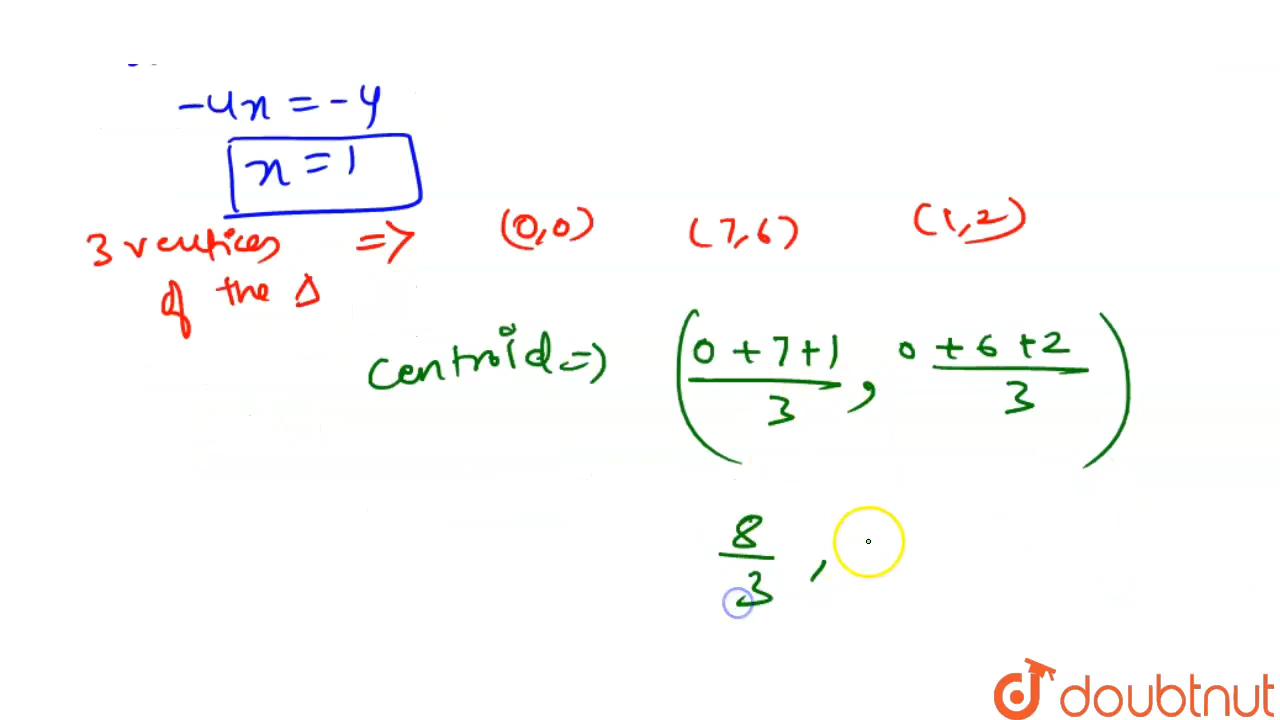 -4x = -4
x = 1
3 vertices => (0,0) (7,6) (1,2)
of the Δ
centroid => ( (0+7+1)/3 , (0+6+2)/3 )
8/3 ,
doubtnut